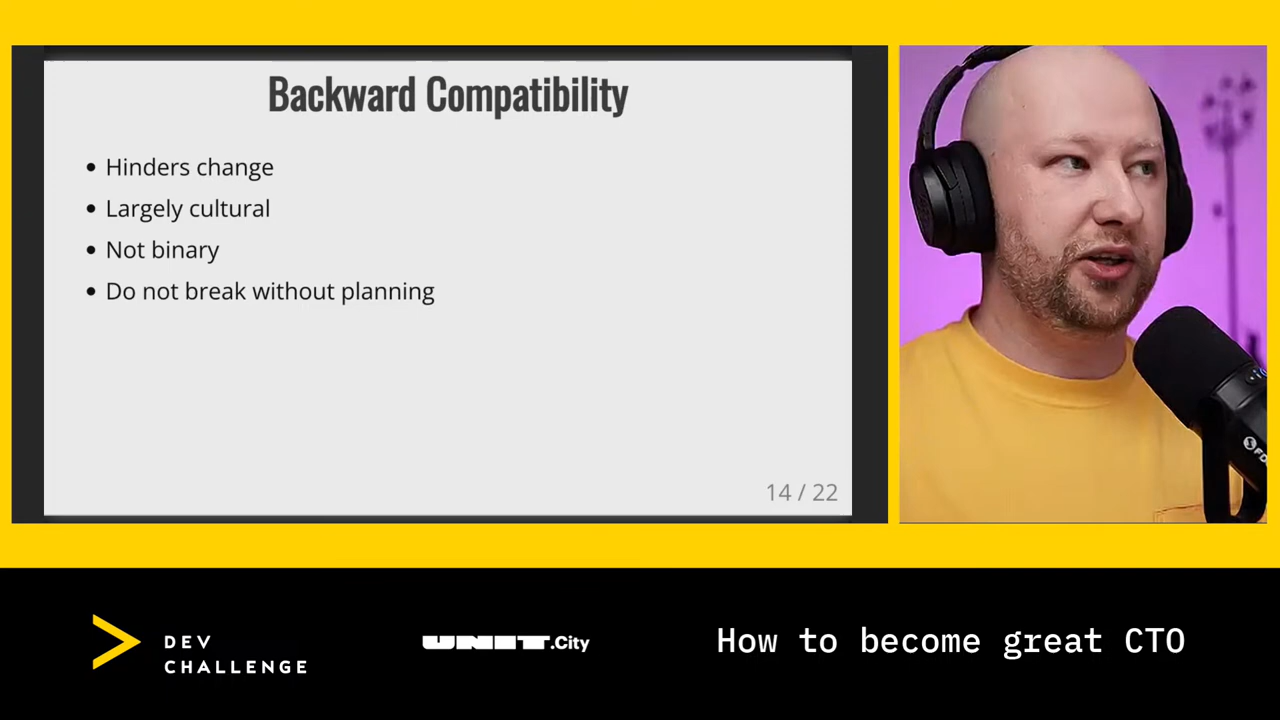 Backward Compatibility
Hinders change
Largely cultural
Not binary
Do not break without planning
14 / 22
DEV
CHALLENGE
UNIT.City
How to become great CTO